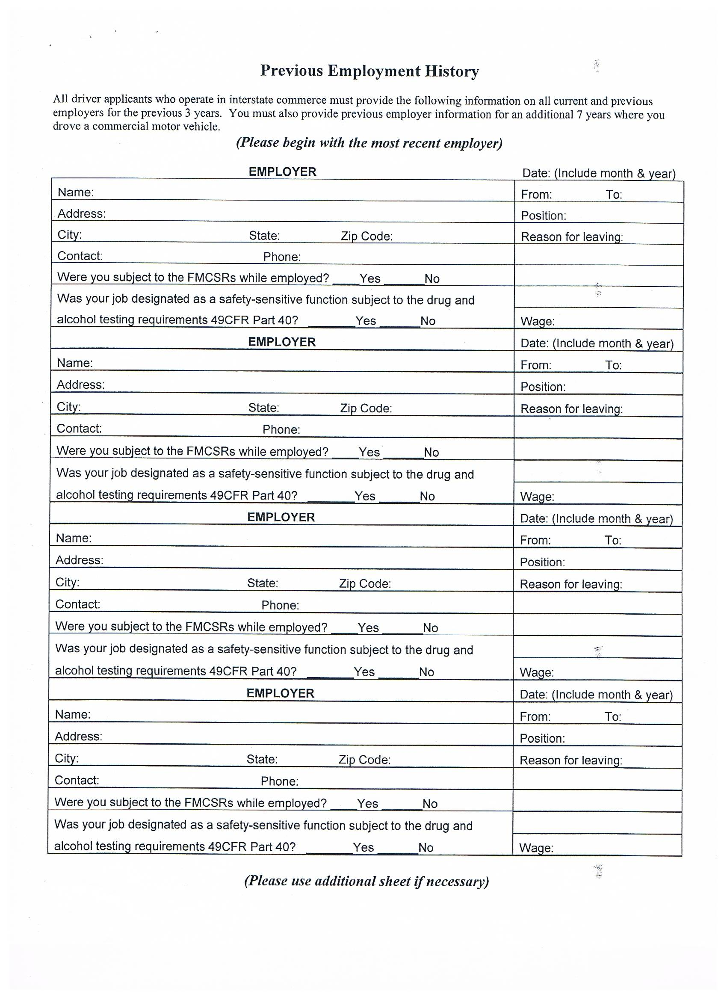 Previous Employment History
All driver applicants who operate in interstate commerce must provide the following information on all current and previous
employers for the previous 3 years. You must also provide previous employer information for an additional 7 years where you
drove a commercial motor vehicle.
(Please begin with the most recent employer)
EMPLOYER Date: (Include month & year)
Name: From: To:
Address: Position:
City: State: Zip Code: Reason for leaving:
Contact: Phone:
Were you subject to the FMCSRs while employed? ____Yes ______No
Was your job designated as a safety-sensitive function subject to the drug and
alcohol testing requirements 49CFR Part 40? _______Yes ______No Wage:
EMPLOYER Date: (Include month & year)
Name: From: To:
Address: Position:
City: State: Zip Code: Reason for leaving:
Contact: Phone:
Were you subject to the FMCSRs while employed? ____Yes ______No
Was your job designated as a safety-sensitive function subject to the drug and
alcohol testing requirements 49CFR Part 40? _______Yes ______No Wage:
EMPLOYER Date: (Include month & year)
Name: From: To:
Address: Position:
City: State: Zip Code: Reason for leaving:
Contact: Phone:
Were you subject to the FMCSRs while employed? ____Yes ______No
Was your job designated as a safety-sensitive function subject to the drug and
alcohol testing requirements 49CFR Part 40? _______Yes ______No Wage:
EMPLOYER Date: (Include month & year)
Name: From: To:
Address: Position:
City: State: Zip Code: Reason for leaving:
Contact: Phone:
Were you subject to the FMCSRs while employed? ____Yes ______No
Was your job designated as a safety-sensitive function subject to the drug and
alcohol testing requirements 49CFR Part 40? _______Yes ______No Wage:
(Please use additional sheet if necessary)